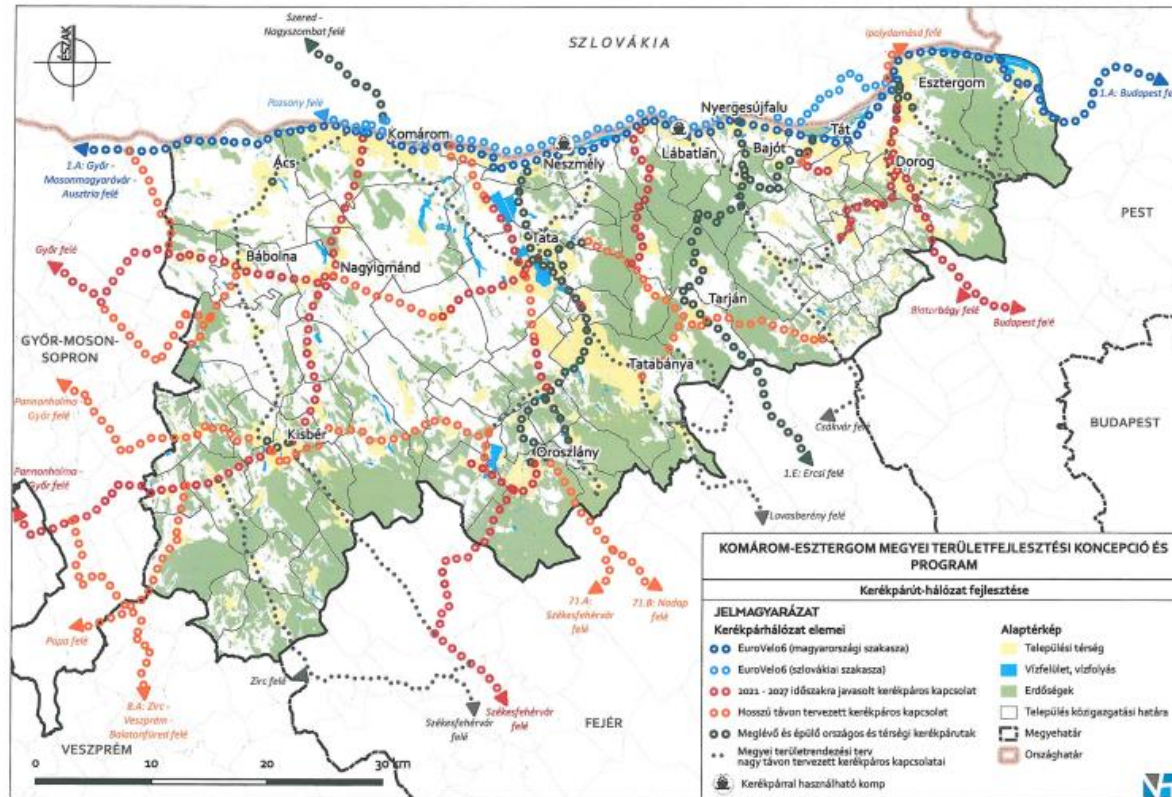 ÉSZAK
Szered -
Nagyszombat felé
SZLOVÁKIA
Ipolydamásd felé
Esztergom
1.A: Budapest fe
Pozsony felé
Komárom
Nyergesújfalu
Tát
1.A: Győr -
Mosonmagyaróvár -
Ausztria felé
Ács
Neszmély
Lábatlan
Bajót
Dorog
PEST
Győr felé
Bábolna
Nagyigmánd
Tata
Tarján
Biatorbágy felé
Budapest felé
GYŐR-MOSON-
SOPRON
Tatabánya
Pannonhalma -
Győr felé
Kisbér
Oroszlány
Csákvár felé
BUDAPEST
Pannonhalma -
Győr felé
1.E: Ercsi felé
Lovasberény felé
71.A:
Székesfehérvár
felé
71.B: Nadap
felé
Pápa felé
8.A: Zirc -
Veszprém -
Balatonfüred felé
Zirc felé
Székesfehérvár
felé
Székesfehérvár
felé
FEJÉR
VESZPRÉM
0 10 20 30 km
KOMÁROM-ESZTERGOM MEGYEI TERÜLETFEJLESZTÉSI KONCEPCIÓ ÉS
PROGRAM
Kerékpárút-hálózat fejlesztése
JELMAGYARÁZAT
Kerékpárhálózat elemei
EuroVelo6 (magyarországi szakasza)
EuroVelo6 (szlovákiai szakasza)
2021 - 2027 időszakra javasolt kerékpáros kapcsolat
Hosszú távon tervezett kerékpáros kapcsolat
Meglévő és épülő országos és térségi kerékpárutak
Megyei területrendezési terv
nagy távon tervezett kerékpáros kapcsolatai
Kerékpárral használható komp
Alaptérkép
Települési térség
Vízfelület, vízfolyás
Erdőségek
Település közigazgatási határa
Megyehatár
Országhatár